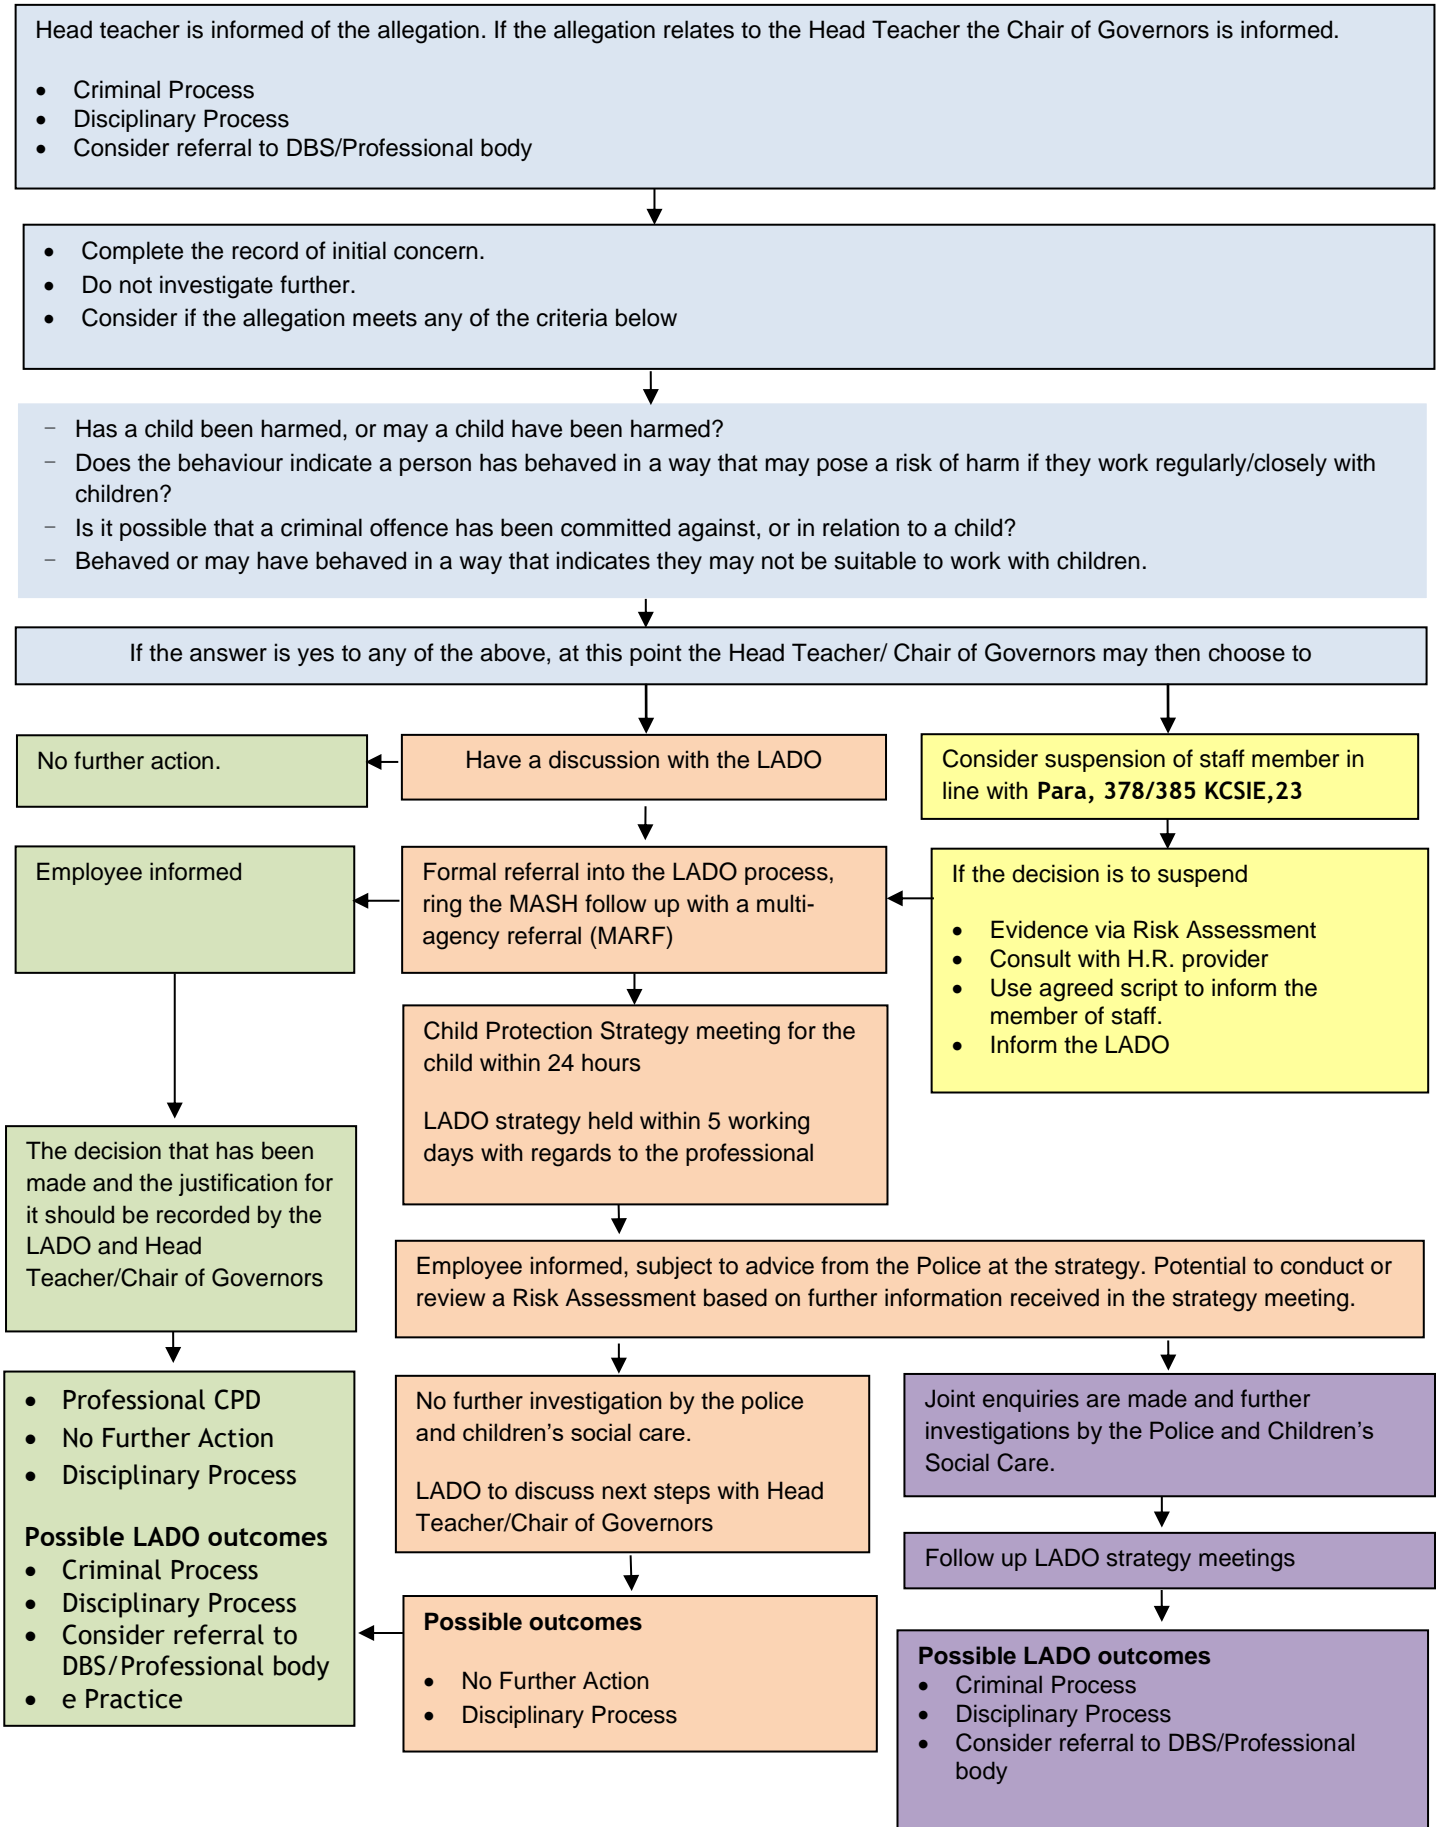 Head teacher is informed of the allegation. If the allegation relates to the Head Teacher the Chair of Governors is informed.
• Criminal Process
• Disciplinary Process
• Consider referral to DBS/Professional body
• Complete the record of initial concern.
• Do not investigate further.
• Consider if the allegation meets any of the criteria below
− Has a child been harmed, or may a child have been harmed?
− Does the behaviour indicate a person has behaved in a way that may pose a risk of harm if they work regularly/closely with
children?
− Is it possible that a criminal offence has been committed against, or in relation to a child?
− Behaved or may have behaved in a way that indicates they may not be suitable to work with children.
If the answer is yes to any of the above, at this point the Head Teacher/ Chair of Governors may then choose to
No further action.
Have a discussion with the LADO
Consider suspension of staff member in
line with Para, 378/385 KCSIE,23
Employee informed
Formal referral into the LADO process,
ring the MASH follow up with a multi-
agency referral (MARF)
If the decision is to suspend
• Evidence via Risk Assessment
• Consult with H.R. provider
• Use agreed script to inform the
member of staff.
• Inform the LADO
Child Protection Strategy meeting for the
child within 24 hours
LADO strategy held within 5 working
days with regards to the professional
The decision that has been
made and the justification for
it should be recorded by the
LADO and Head
Teacher/Chair of Governors
Employee informed, subject to advice from the Police at the strategy. Potential to conduct or
review a Risk Assessment based on further information received in the strategy meeting.
• Professional CPD
• No Further Action
• Disciplinary Process
Possible LADO outcomes
• Criminal Process
• Disciplinary Process
• Consider referral to
DBS/Professional body
• e Practice
No further investigation by the police
and children's social care.
LADO to discuss next steps with Head
Teacher/Chair of Governors
Possible outcomes
• No Further Action
• Disciplinary Process
Joint enquiries are made and further
investigations by the Police and Children's
Social Care.
Follow up LADO strategy meetings
Possible LADO outcomes
• Criminal Process
• Disciplinary Process
• Consider referral to DBS/Professional
body